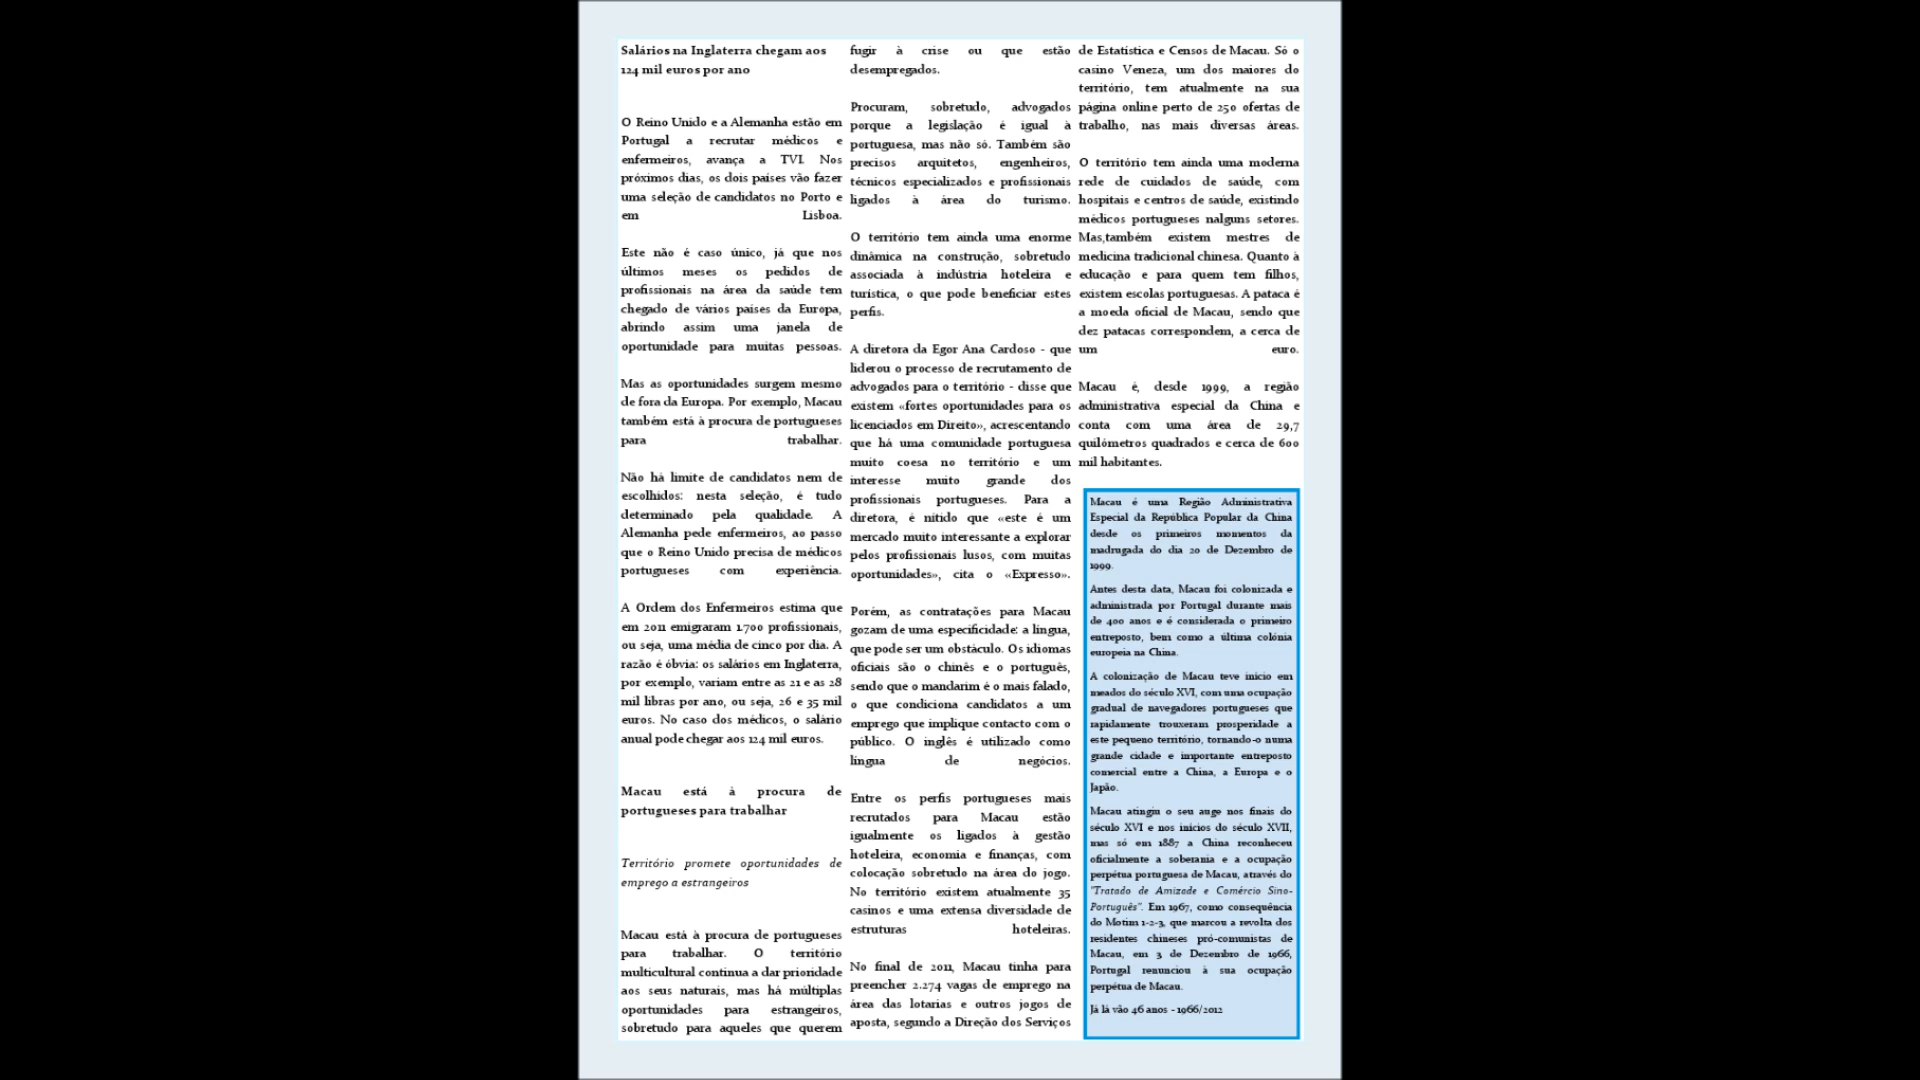 Salários na Inglaterra chegam aos
124 mil euros por ano
O Reino Unido e a Alemanha estão em
Portugal a recrutar médicos e
enfermeiros, avança a TVI. Nos
próximos dias, os dois países vão fazer
uma seleção de candidatos no Porto e
em Lisboa.
Este não é caso único, já que nos
últimos meses os pedidos de
profissionais na área da saúde tem
chegado de vários países da Europa,
abrindo assim uma janela de
oportunidade para muitas pessoas.
Mas as oportunidades surgem mesmo
de fora da Europa. Por exemplo, Macau
também está à procura de portugueses
para trabalhar.
Não há limite de candidatos nem de
escolhidos: nesta seleção, é tudo
determinado pela qualidade. A
Alemanha pede enfermeiros, ao passo
que o Reino Unido precisa de médicos
portugueses com experiência.
A Ordem dos Enfermeiros estima que
em 2011 emigraram 1.700 profissionais,
ou seja, uma média de cinco por dia. A
razão é óbvia: os salários em Inglaterra,
por exemplo, variam entre as 21 e as 28
mil libras por ano, ou seja, 26 e 35 mil
euros. No caso dos médicos, o salário
anual pode chegar aos 124 mil euros.
Macau está à procura de
portugueses para trabalhar
Território promete oportunidades de
emprego a estrangeiros
Macau está à procura de portugueses
para trabalhar. O território
multicultural continua a dar prioridade
aos seus naturais, mas há múltiplas
oportunidades para estrangeiros,
sobretudo para aqueles que querem
fugir à crise ou que estão
desempregados.
Procuram, sobretudo, advogados
porque a legislação é igual à
portuguesa, mas não só. Também são
precisos arquitetos, engenheiros,
técnicos especializados e profissionais
ligados à área do turismo.
O território tem ainda uma enorme
dinâmica na construção, sobretudo
associada à indústria hoteleira e
turística, o que pode beneficiar estes
perfis.
A diretora da Egor Ana Cardoso - que
liderou o processo de recrutamento de
advogados para o território - disse que
existem «fortes oportunidades para os
licenciados em Direito», acrescentando
que há uma comunidade portuguesa
muito coesa no território e um
interesse muito grande dos
profissionais portugueses. Para a
diretora, é nítido que «este é um
mercado muito interessante a explorar
pelos profissionais lusos, com muitas
oportunidades», cita o «Expresso».
Porém, as contratações para Macau
gozam de uma especificidade: a língua,
que pode ser um obstáculo. Os idiomas
oficiais são o chinês e o português,
sendo que o mandarim é o mais falado,
o que condiciona candidatos a um
emprego que implique contacto com o
público. O inglês é utilizado como
língua de negócios.
Entre os perfis portugueses mais
recrutados para Macau estão
igualmente os ligados à gestão
hoteleira, economia e finanças, com
colocação sobretudo na área do jogo.
No território existem atualmente 35
casinos e uma extensa diversidade de
estruturas hoteleiras.
No final de 2011, Macau tinha para
preencher 2.274 vagas de emprego na
área das lotarias e outros jogos de
aposta, segundo a Direção dos Serviços
de Estatística e Censos de Macau. Só o
casino Veneza, um dos maiores do
território, tem atualmente na sua
página online perto de 250 ofertas de
trabalho, nas mais diversas áreas.
O território tem ainda uma moderna
rede de cuidados de saúde, com
hospitais e centros de saúde, existindo
médicos portugueses nalguns setores.
Mas,também existem mestres de
medicina tradicional chinesa. Quanto à
educação e para quem tem filhos,
existem escolas portuguesas. A pataca é
a moeda oficial de Macau, sendo que
dez patacas correspondem, a cerca de
um euro.
Macau é, desde 1999, a região
administrativa especial da China e
conta com uma área de 29,7
quilómetros quadrados e cerca de 600
mil habitantes.
Macau é uma Região Administrativa
Especial da República Popular da China
desde os primeiros momentos da
madrugada do dia 20 de Dezembro de
1999.
Antes desta data, Macau foi colonizada e
administrada por Portugal durante mais
de 400 anos e é considerada o primeiro
entreposto, bem como a última colónia
europeia na China.
A colonização de Macau teve início em
meados do século XVI, com uma ocupação
gradual de navegadores portugueses que
rapidamente trouxeram prosperidade a
este pequeno território, tornando-o numa
grande cidade e importante entreposto
comercial entre a China, a Europa e o
Japão.
Macau atingiu o seu auge nos finais do
século XVI e nos inícios do século XVII,
mas só em 1887 a China reconheceu
oficialmente a soberania e a ocupação
perpétua portuguesa de Macau, através do
"Tratado de Amizade e Comércio Sino-
Português". Em 1967, como consequência
do Motim 1-2-3, que marcou a revolta dos
residentes chineses pró-comunistas de
Macau, em 3 de Dezembro de 1966,
Portugal renunciou à sua ocupação
perpétua de Macau.
Já lá vão 46 anos - 1966/2012